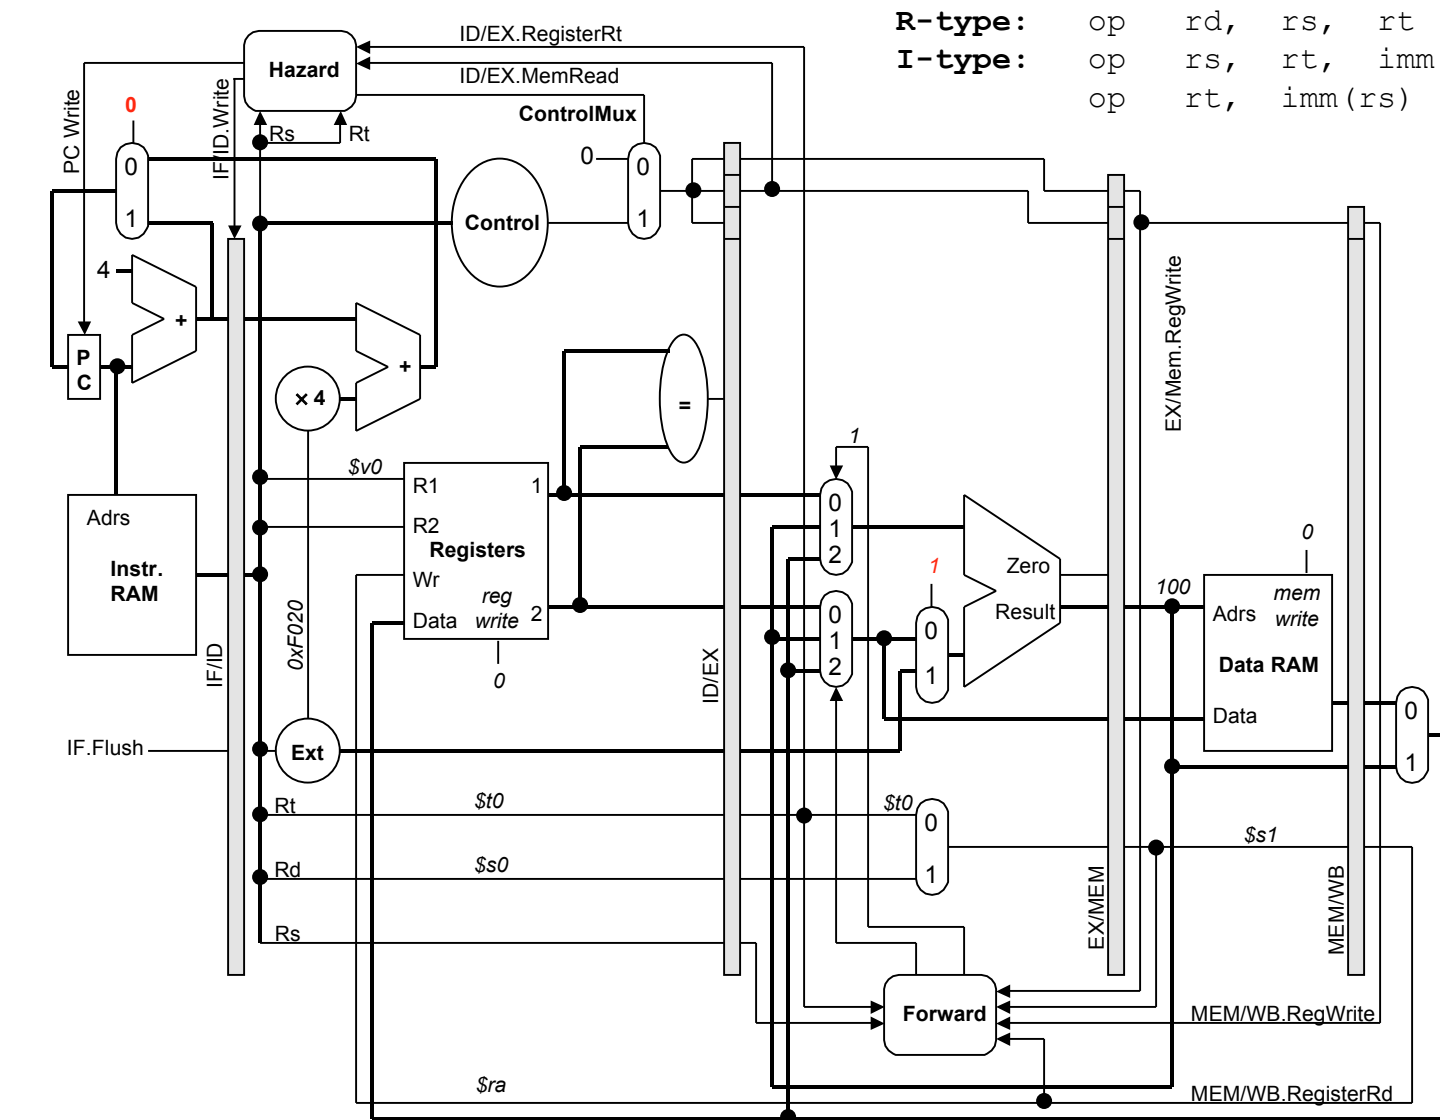 R-type: op rd, rs, rt
I-type: op rs, rt, imm
op rt, imm(rs)
ID/EX.RegisterRt
Hazard
ID/EX.MemRead
ControlMux
PC Write
IF/ID.Write
Rs
Rt
0
0
1
0
0
1
Control
4
+
P
C
+
× 4
=
EX/Mem.RegWrite
1
$v0
Adrs
Instr.
RAM
R1
1
R2
Registers
Wr
reg
write
Data
2
0
0xF020
IF/ID
ID/EX
0
1
2
0
1
2
1
0
1
Zero
Result
100
0
Adrs
mem
write
Data RAM
Data
0
1
IF.Flush
Ext
Rt
$t0
$t0
0
1
$s1
Rd
$s0
Rs
EX/MEM
MEM/WB
Forward
MEM/WB.RegWrite
$ra
MEM/WB.RegisterRd